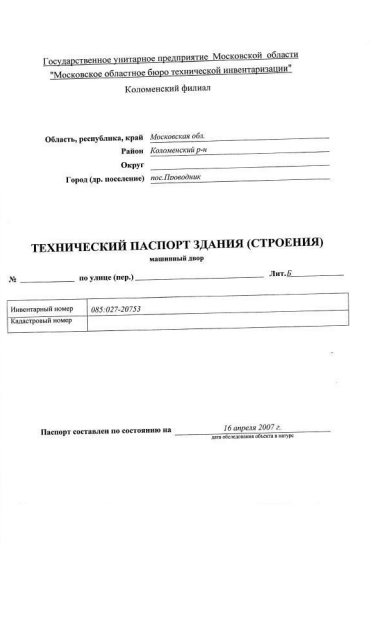 Государственное унитарное предприятие Московской области
"Московское областное бюро технической инвентаризации"
Коломенский филиал
Область, республика, край Московская обл.
Район Коломенский р-н
Округ
Город (др. поселение) пос.Проводник
ТЕХНИЧЕСКИЙ ПАСПОРТ ЗДАНИЯ (СТРОЕНИЯ)
машинный двор
№ по улице (пер.) Лит. Б
Инвентарный номер 085:027-20753
Кадастровый номер
Паспорт составлен по состоянию на 16 апреля 2007 г.
дата обследования объекта в натуре